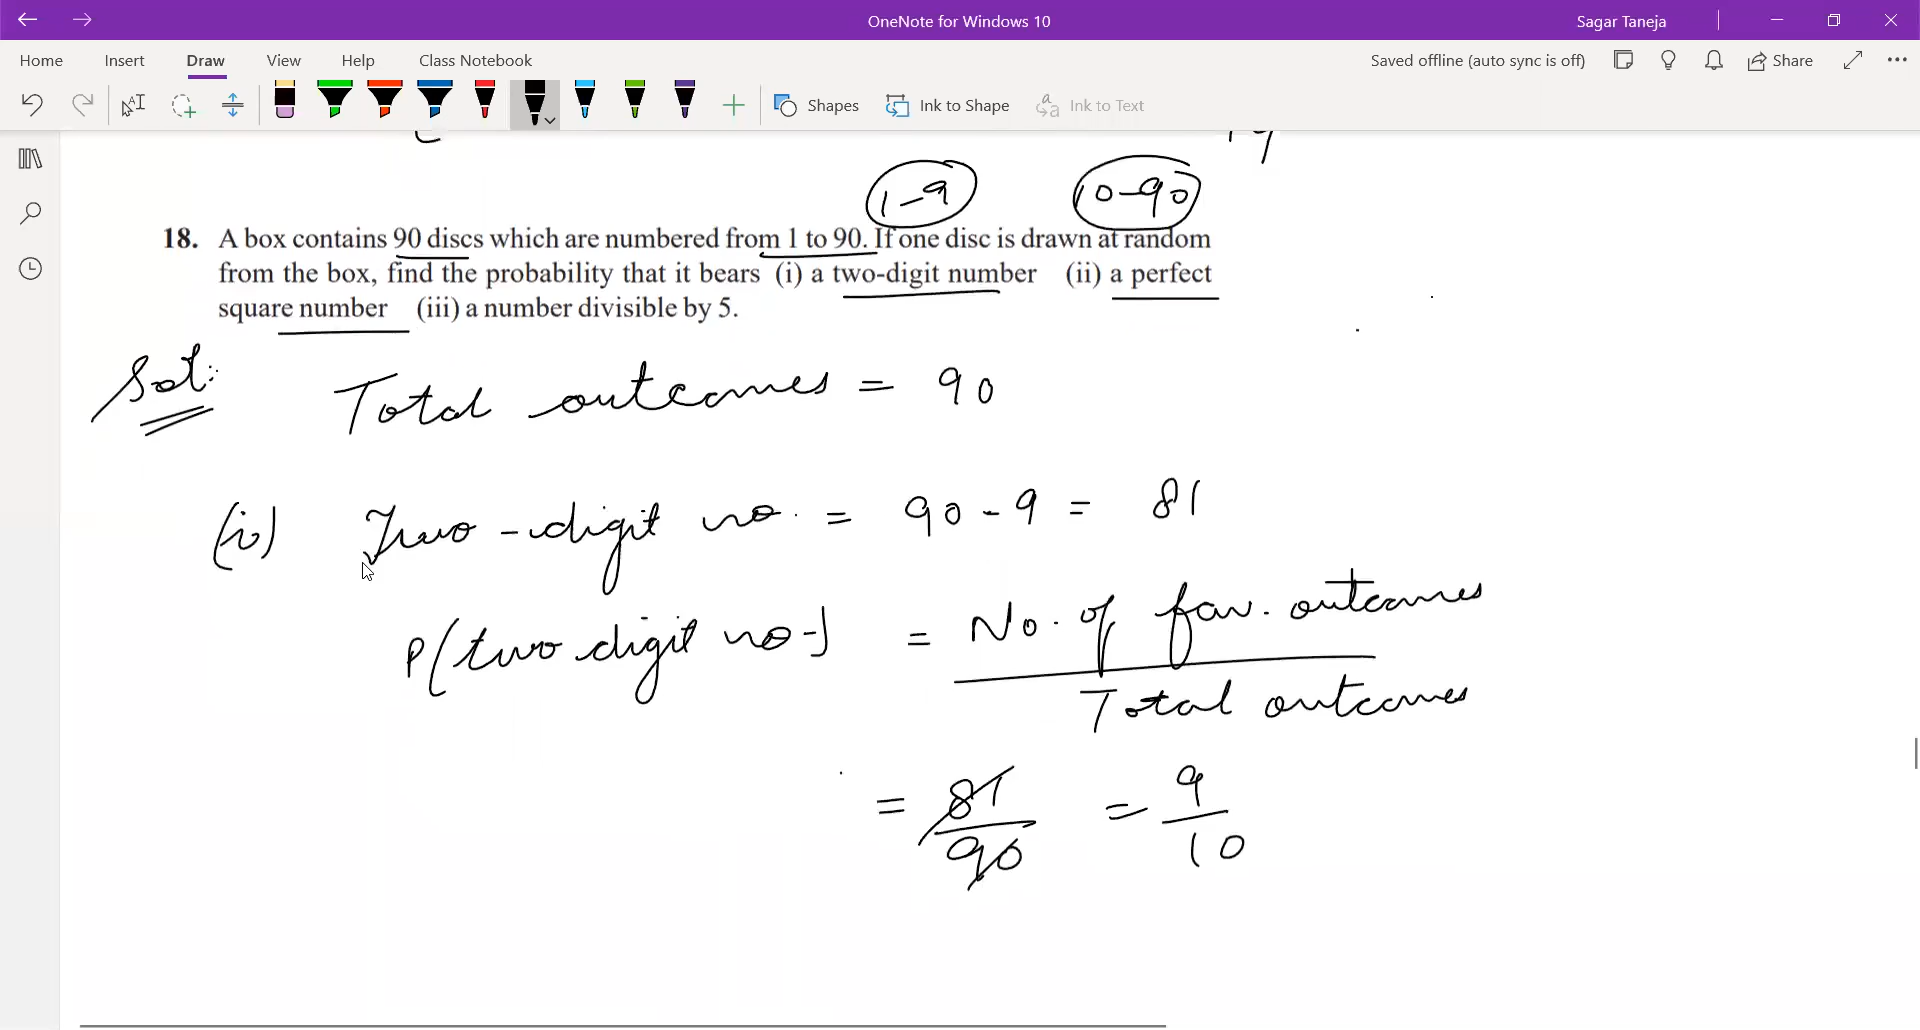 OneNote for Windows 10
Sagar Taneja
Home Insert Draw View Help Class Notebook
Saved offline (auto sync is off) Share
Shapes Ink to Shape Ink to Text
1-9 10-90
18. A box contains 90 discs which are numbered from 1 to 90. If one disc is drawn at random
from the box, find the probability that it bears (i) a two-digit number (ii) a perfect
square number (iii) a number divisible by 5.
Sol: Total outcomes = 90
(i) Two-digit no. = 90-9 = 81
P(two digit no.) = No. of fav. outcomes
Total outcomes
= 81/90 = 9/10